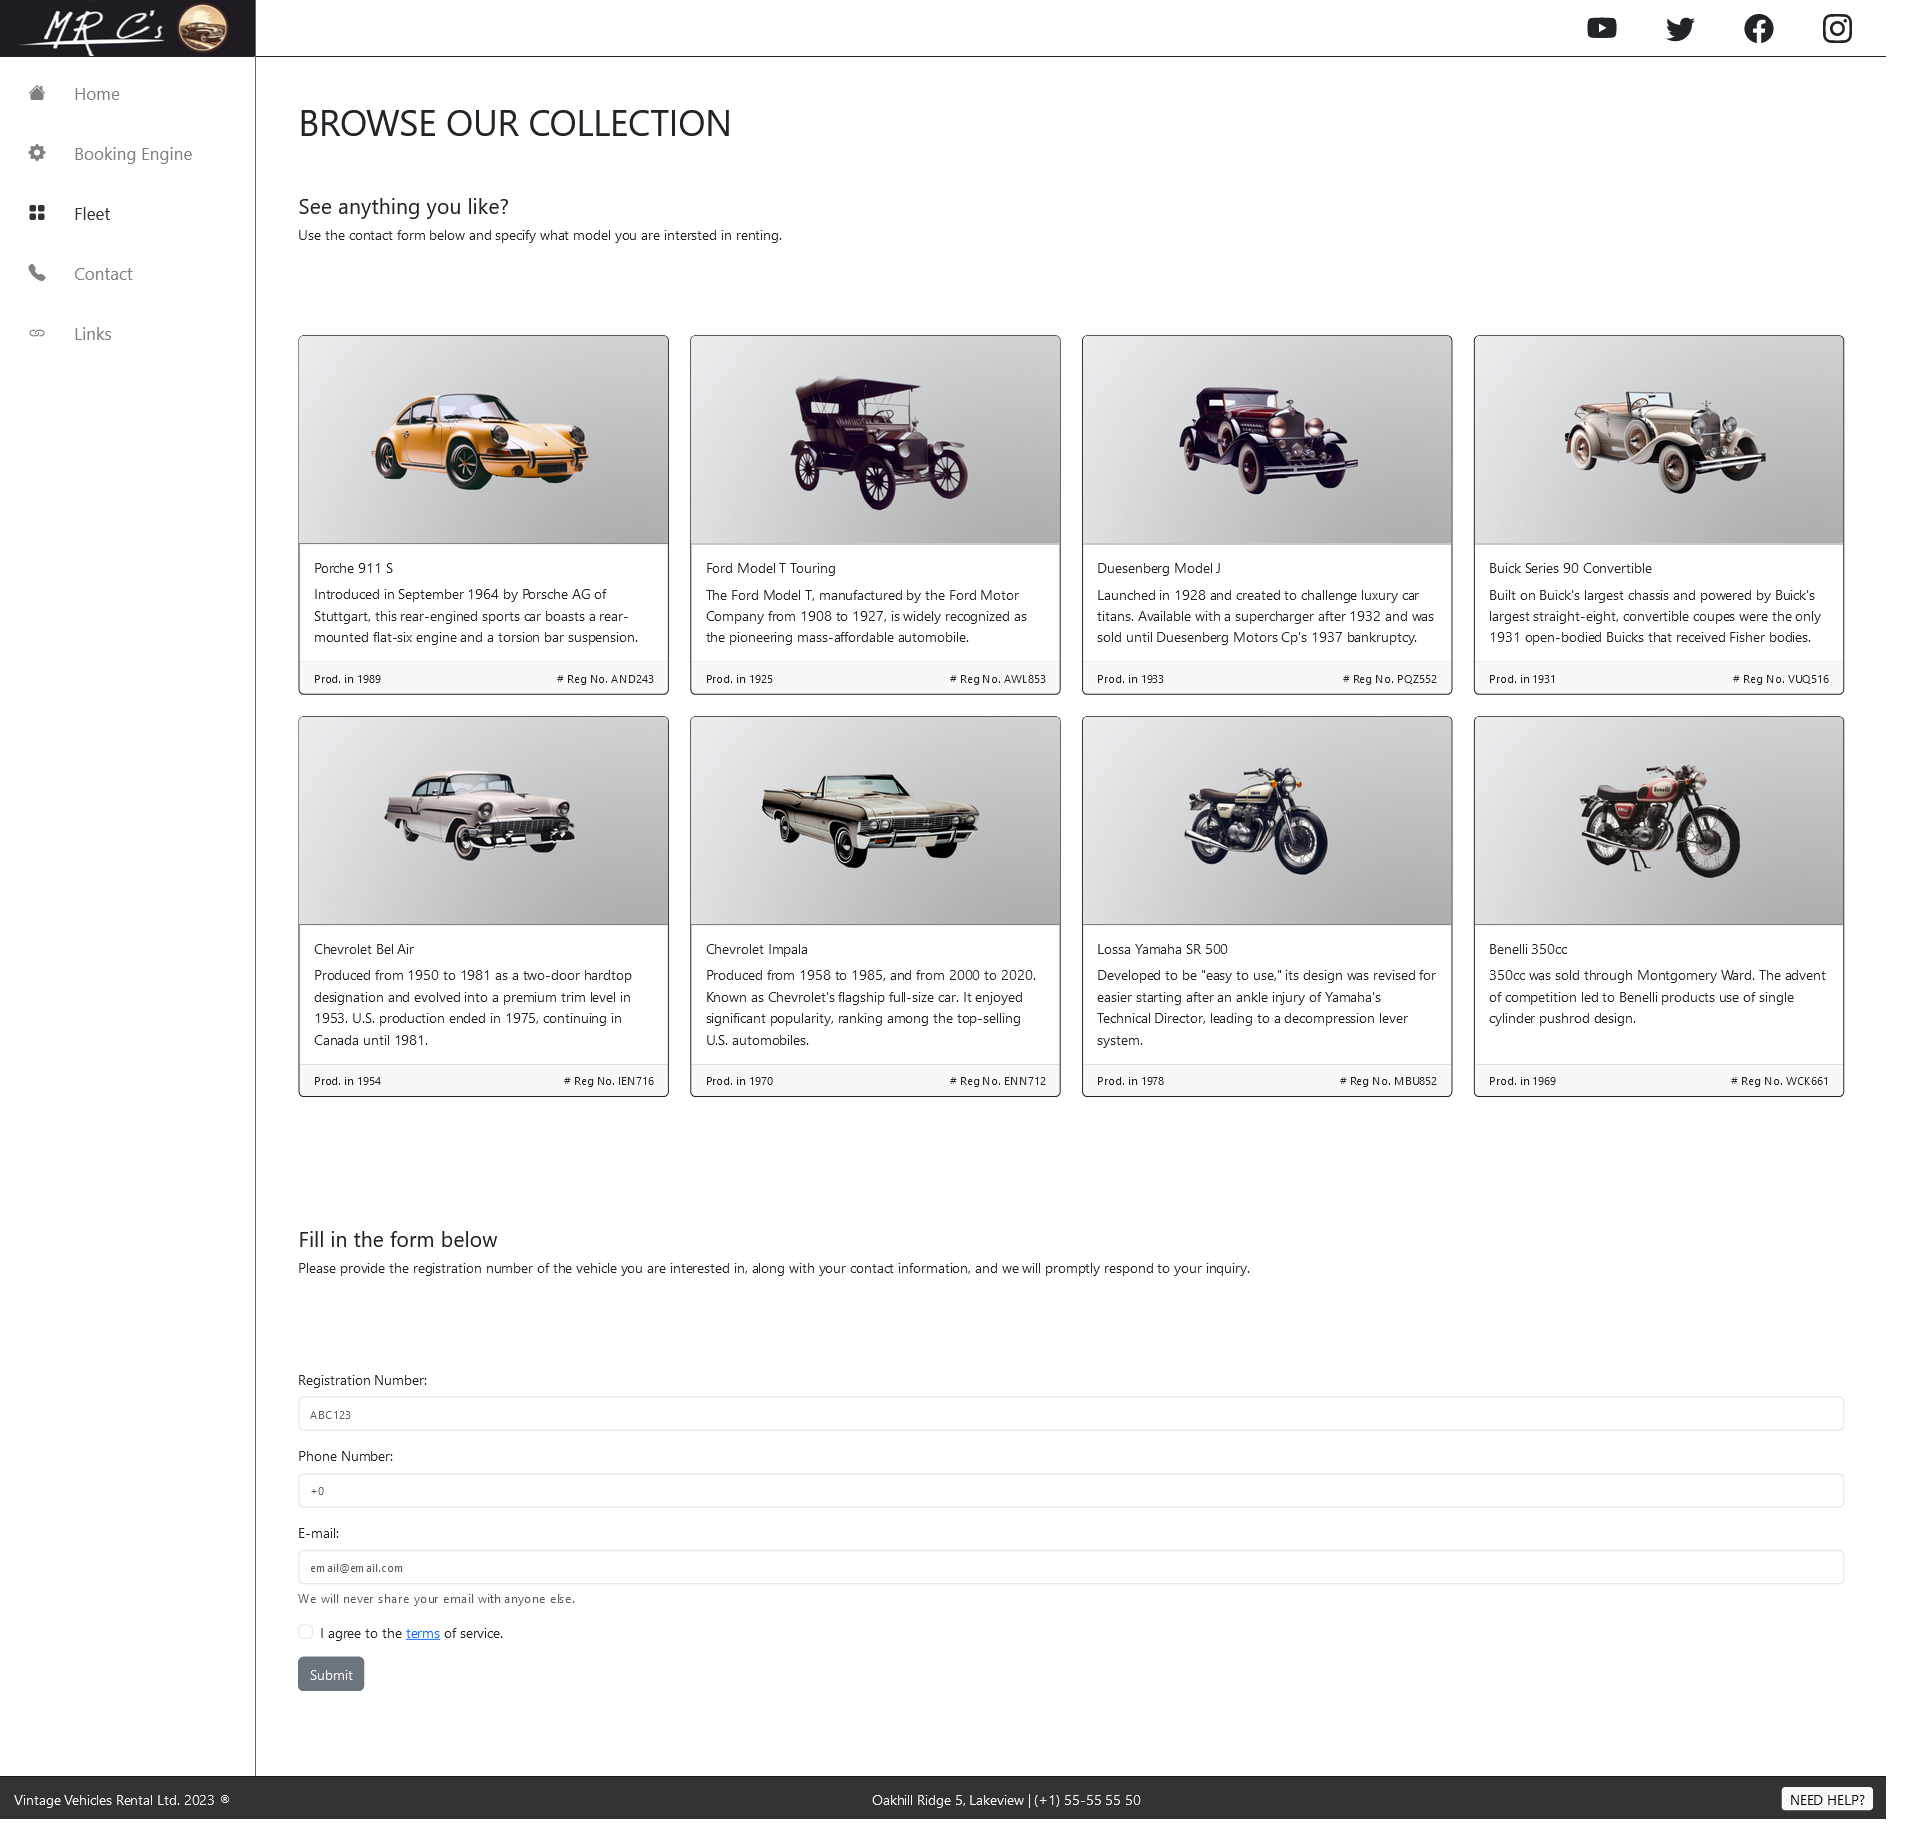 MR C's
Home
Booking Engine
Fleet
Contact
Links
BROWSE OUR COLLECTION
See anything you like?
Use the contact form below and specify what model you are intersted in renting.
Porche 911 S
Introduced in September 1964 by Porsche AG of
Stuttgart, this rear-engined sports car boasts a rear-
mounted flat-six engine and a torsion bar suspension.
Prod. in 1989
# Reg No. AND243
Ford Model T Touring
The Ford Model T, manufactured by the Ford Motor
Company from 1908 to 1927, is widely recognized as
the pioneering mass-affordable automobile.
Prod. in 1925
# Reg No. AWL853
Duesenberg Model J
Launched in 1928 and created to challenge luxury car
titans. Available with a supercharger after 1932 and was
sold until Duesenberg Motors Cp's 1937 bankruptcy.
Prod. in 1933
# Reg No. PQZ552
Buick Series 90 Convertible
Built on Buick's largest chassis and powered by Buick's
largest straight-eight, convertible coupes were the only
1931 open-bodied Buicks that received Fisher bodies.
Prod. in 1931
# Reg No. VUQ516
Chevrolet Bel Air
Produced from 1950 to 1981 as a two-door hardtop
designation and evolved into a premium trim level in
1953. U.S. production ended in 1975, continuing in
Canada until 1981.
Prod. in 1954
# Reg No. IEN716
Chevrolet Impala
Produced from 1958 to 1985, and from 2000 to 2020.
Known as Chevrolet's flagship full-size car. It enjoyed
significant popularity, ranking among the top-selling
U.S. automobiles.
Prod. in 1970
# Reg No. ENN712
Lossa Yamaha SR 500
Developed to be "easy to use," its design was revised for
easier starting after an ankle injury of Yamaha's
Technical Director, leading to a decompression lever
system.
Prod. in 1978
# Reg No. MBU852
Benelli
Benelli 350cc
350cc was sold through Montgomery Ward. The advent
of competition led to Benelli products use of single
cylinder pushrod design.
Prod. in 1969
# Reg No. WCK661
Fill in the form below
Please provide the registration number of the vehicle you are interested in, along with your contact information, and we will promptly respond to your inquiry.
Registration Number:
ABC123
Phone Number:
+0
E-mail:
email@email.com
We will never share your email with anyone else.
I agree to the terms of service.
Submit
Vintage Vehicles Rental Ltd. 2023 ®
Oakhill Ridge 5, Lakeview | (+1) 55-55 55 50
NEED HELP?